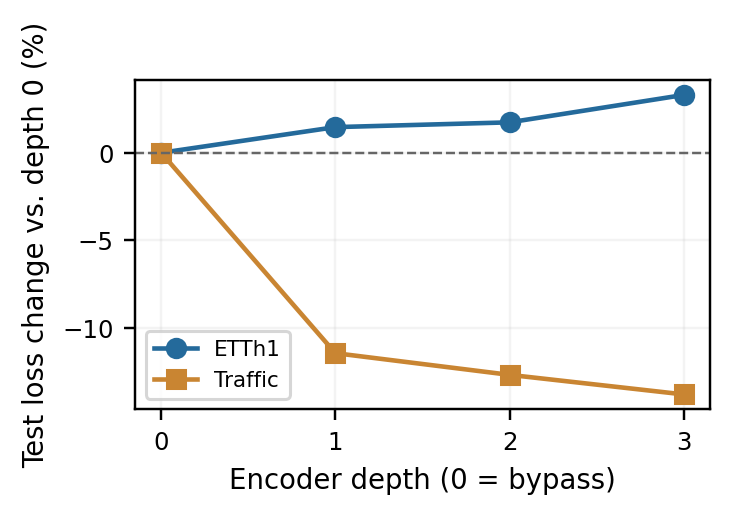 Test loss change vs. depth 0 (%)
0
−5
−10
ETTh1
Traffic
0 1 2 3
Encoder depth (0 = bypass)